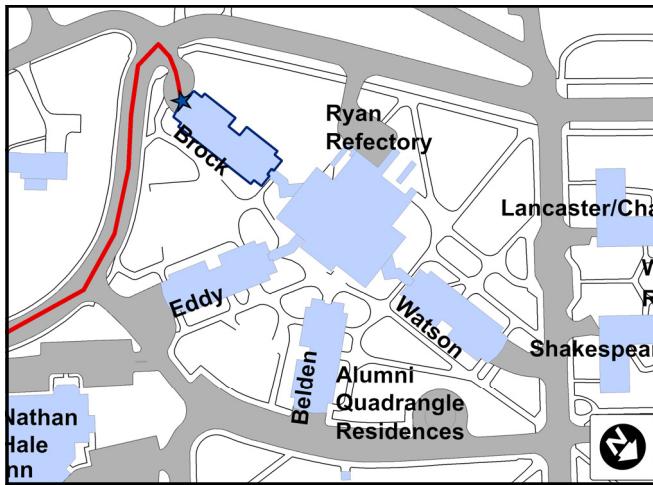 Ryan
Refectory
Brock
Lancaster/Cha
W
R
Eddy
Watson
Shakespear
Belden
Alumni
Quadrangle
Residences
Nathan
Hale
nn
N